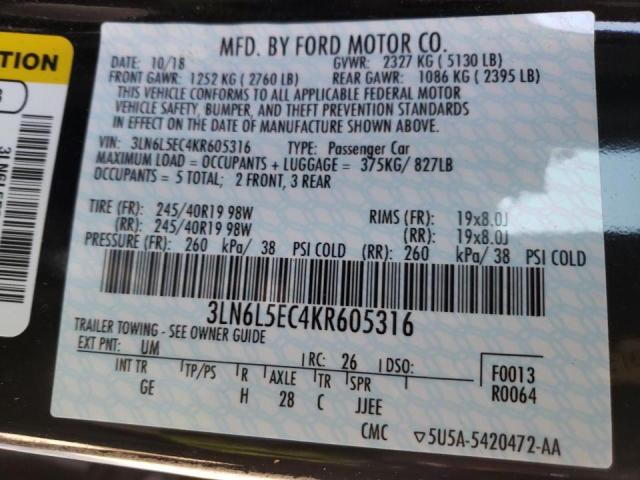 TION
MFD. BY FORD MOTOR CO.
DATE: 10/18 GVWR: 2327 KG ( 5130 LB)
FRONT GAWR: 1252 KG ( 2760 LB) REAR GAWR: 1086 KG ( 2395 LB)
THIS VEHICLE CONFORMS TO ALL APPLICABLE FEDERAL MOTOR
VEHICLE SAFETY, BUMPER, AND THEFT PREVENTION STANDARDS
IN EFFECT ON THE DATE OF MANUFACTURE SHOWN ABOVE.
VIN: 3LN6L5EC4KR605316 TYPE: Passenger Car
MAXIMUM LOAD = OCCUPANTS + LUGGAGE = 375KG/ 827LB
OCCUPANTS = 5 TOTAL; 2 FRONT, 3 REAR
TIRE (FR): 245/40R19 98W RIMS (FR): 19x8.0J
(RR): 245/40R19 98W (RR): 19x8.0J
PRESSURE (FR): 260 kPa/ 38 PSI COLD (RR): 260 kPa/ 38 PSI COLD
3LN6L5EC4KR605316
TRAILER TOWING - SEE OWNER GUIDE
EXT PNT: UM RC: 26 DSO: F0013
INT TR TP/PS R AXLE TR SPR R0064
GE H 28 C JJEE
CMC ▽5U5A-5420472-AA